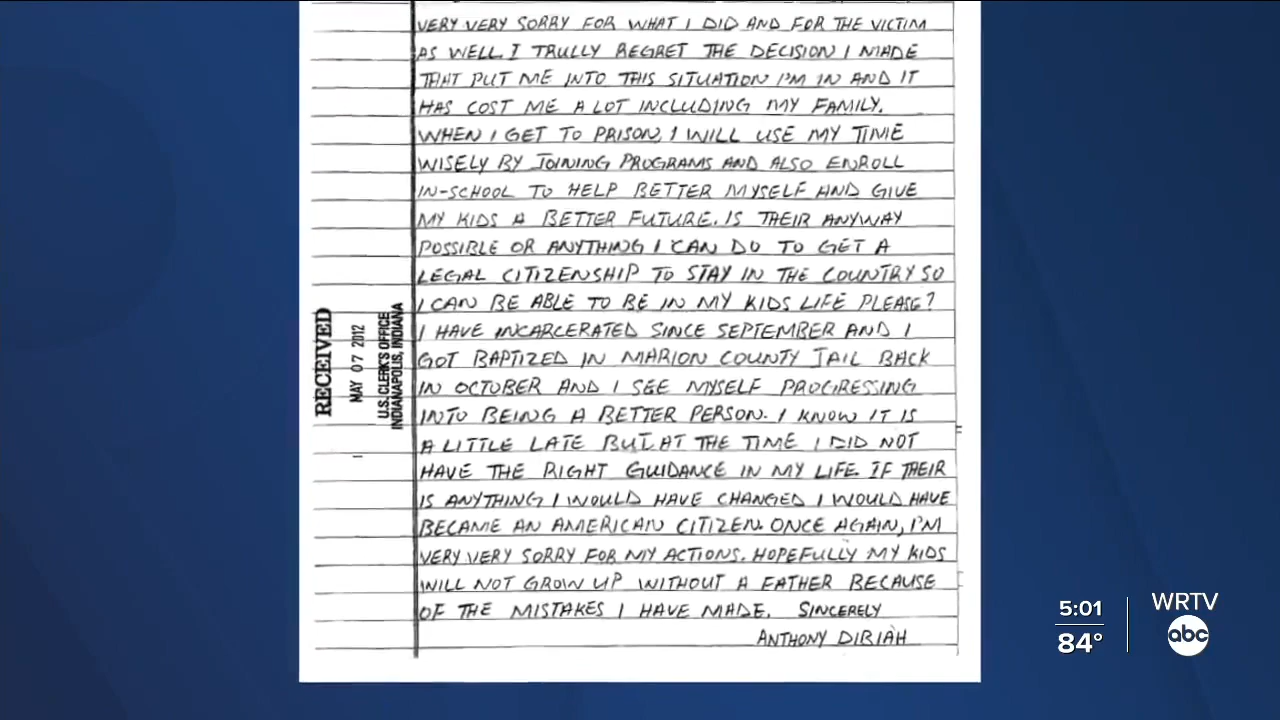 VERY VERY SORRY FOR WHAT I DID AND FOR THE VICTIM
AS WELL. I TRULLY REGRET THE DECISION I MADE
THAT PUT ME INTO THIS SITUATION I'M IN AND IT
HAS COST ME A LOT INCLUDING MY FAMILY.
WHEN I GET TO PRISON, I WILL USE MY TIME
WISELY BY JOINING PROGRAMS AND ALSO ENROLL
IN-SCHOOL TO HELP BETTER MYSELF AND GIVE
MY KIDS A BETTER FUTURE. IS THEIR ANYWAY
POSSIBLE OR ANYTHING I CAN DO TO GET A
LEGAL CITIZENSHIP TO STAY IN THE COUNTRY SO
I CAN BE ABLE TO BE IN MY KIDS LIFE PLEASE?
I HAVE INCARCERATED SINCE SEPTEMBER AND I
GOT BAPTIZED IN MARION COUNTY JAIL BACK
IN OCTOBER AND I SEE MYSELF PROGRESSING
INTO BEING A BETTER PERSON. I KNOW IT IS
A LITTLE LATE BUT AT THE TIME I DID NOT
HAVE THE RIGHT GUIDANCE IN MY LIFE. IF THEIR
IS ANYTHING I WOULD HAVE CHANGED I WOULD HAVE
BECAME AN AMERICAN CITIZEN. ONCE AGAIN, I'M
VERY VERY SORRY FOR MY ACTIONS. HOPEFULLY MY KIDS
WILL NOT GROW UP WITHOUT A FATHER BECAUSE
OF THE MISTAKES I HAVE MADE. SINCERELY
ANTHONY DIBIAH
RECEIVED
MAY 07 2012
U.S. CLERK'S OFFICE
INDIANAPOLIS, INDIANA
5:01
84°
WRTV
abc